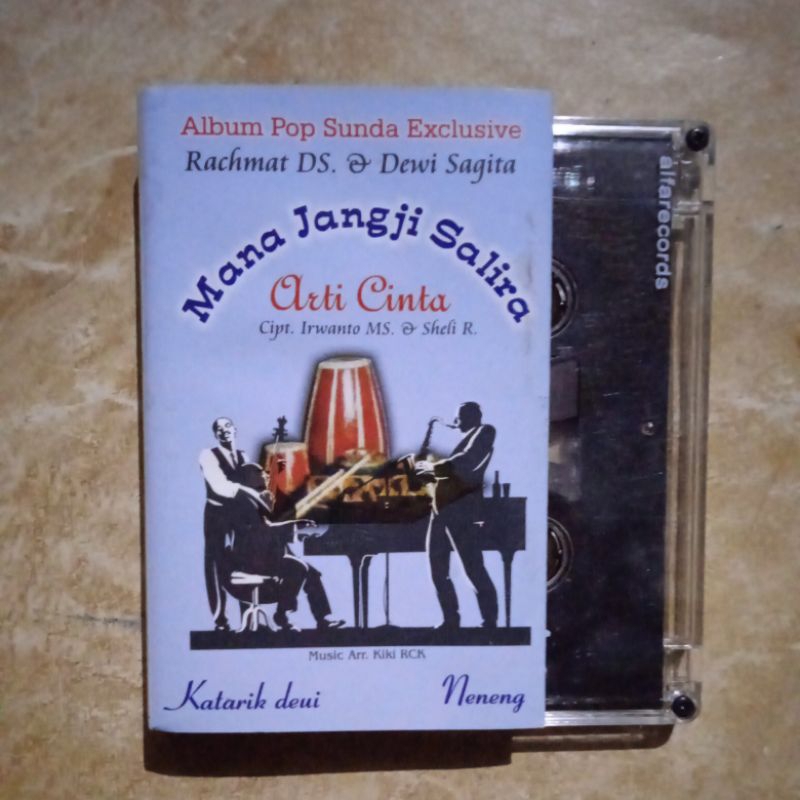 Album Pop Sunda Exclusive
Rachmat DS. & Dewi Sagita
Mana Jangji Salira
Arti Cinta
Cipt. Irwanto MS. & Sheli R.
Music Arr. Kiki RCK
Katarik deui
Neneng
alfarecords